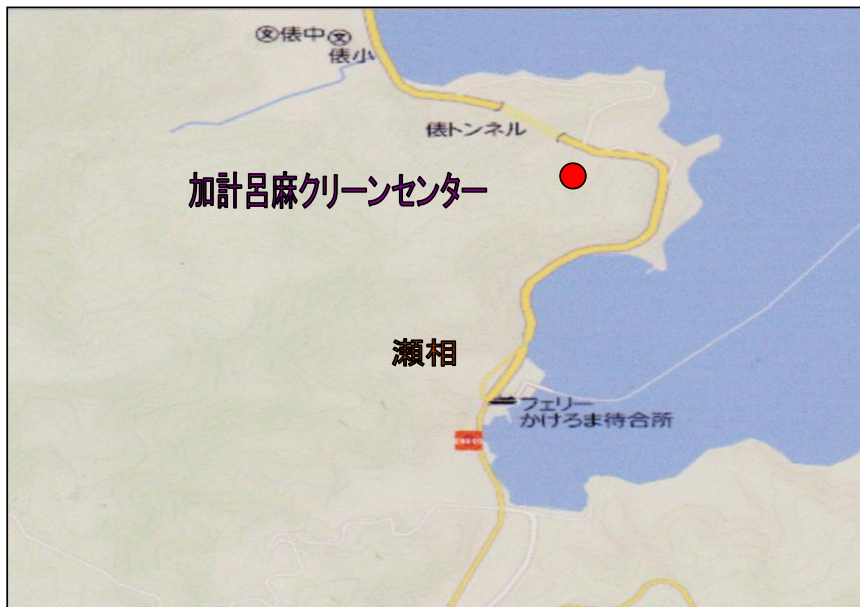 俵中
俵小
俵トンネル
加計呂麻クリーンセンター
瀬相
フェリー
かけろま待合所
ENEOS